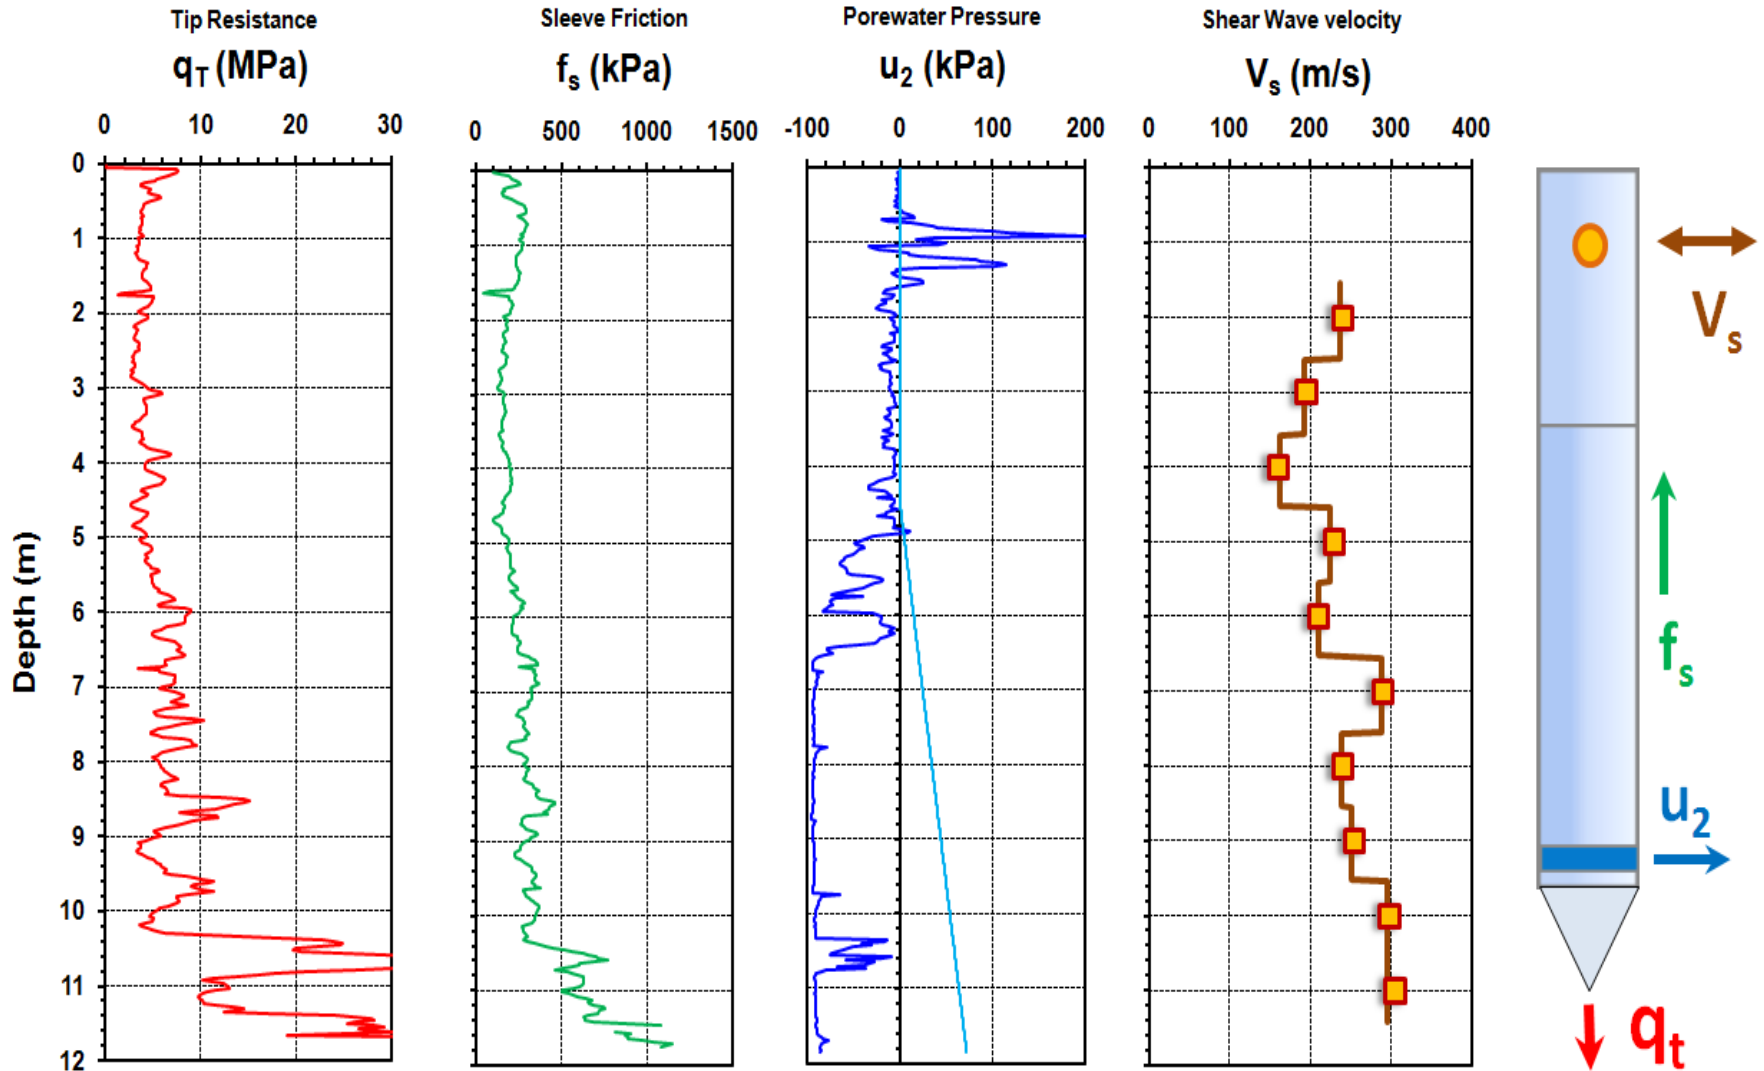 Tip Resistance
Sleeve Friction
Porewater Pressure
Shear Wave velocity
qT (MPa)
fs (kPa)
u2 (kPa)
Vs (m/s)
0 10 20 30
0 500 1000 1500
-100 0 100 200
0 100 200 300 400
Depth (m)
0
1
2
3
4
5
6
7
8
9
10
11
12
Vs
fs
u2
qt